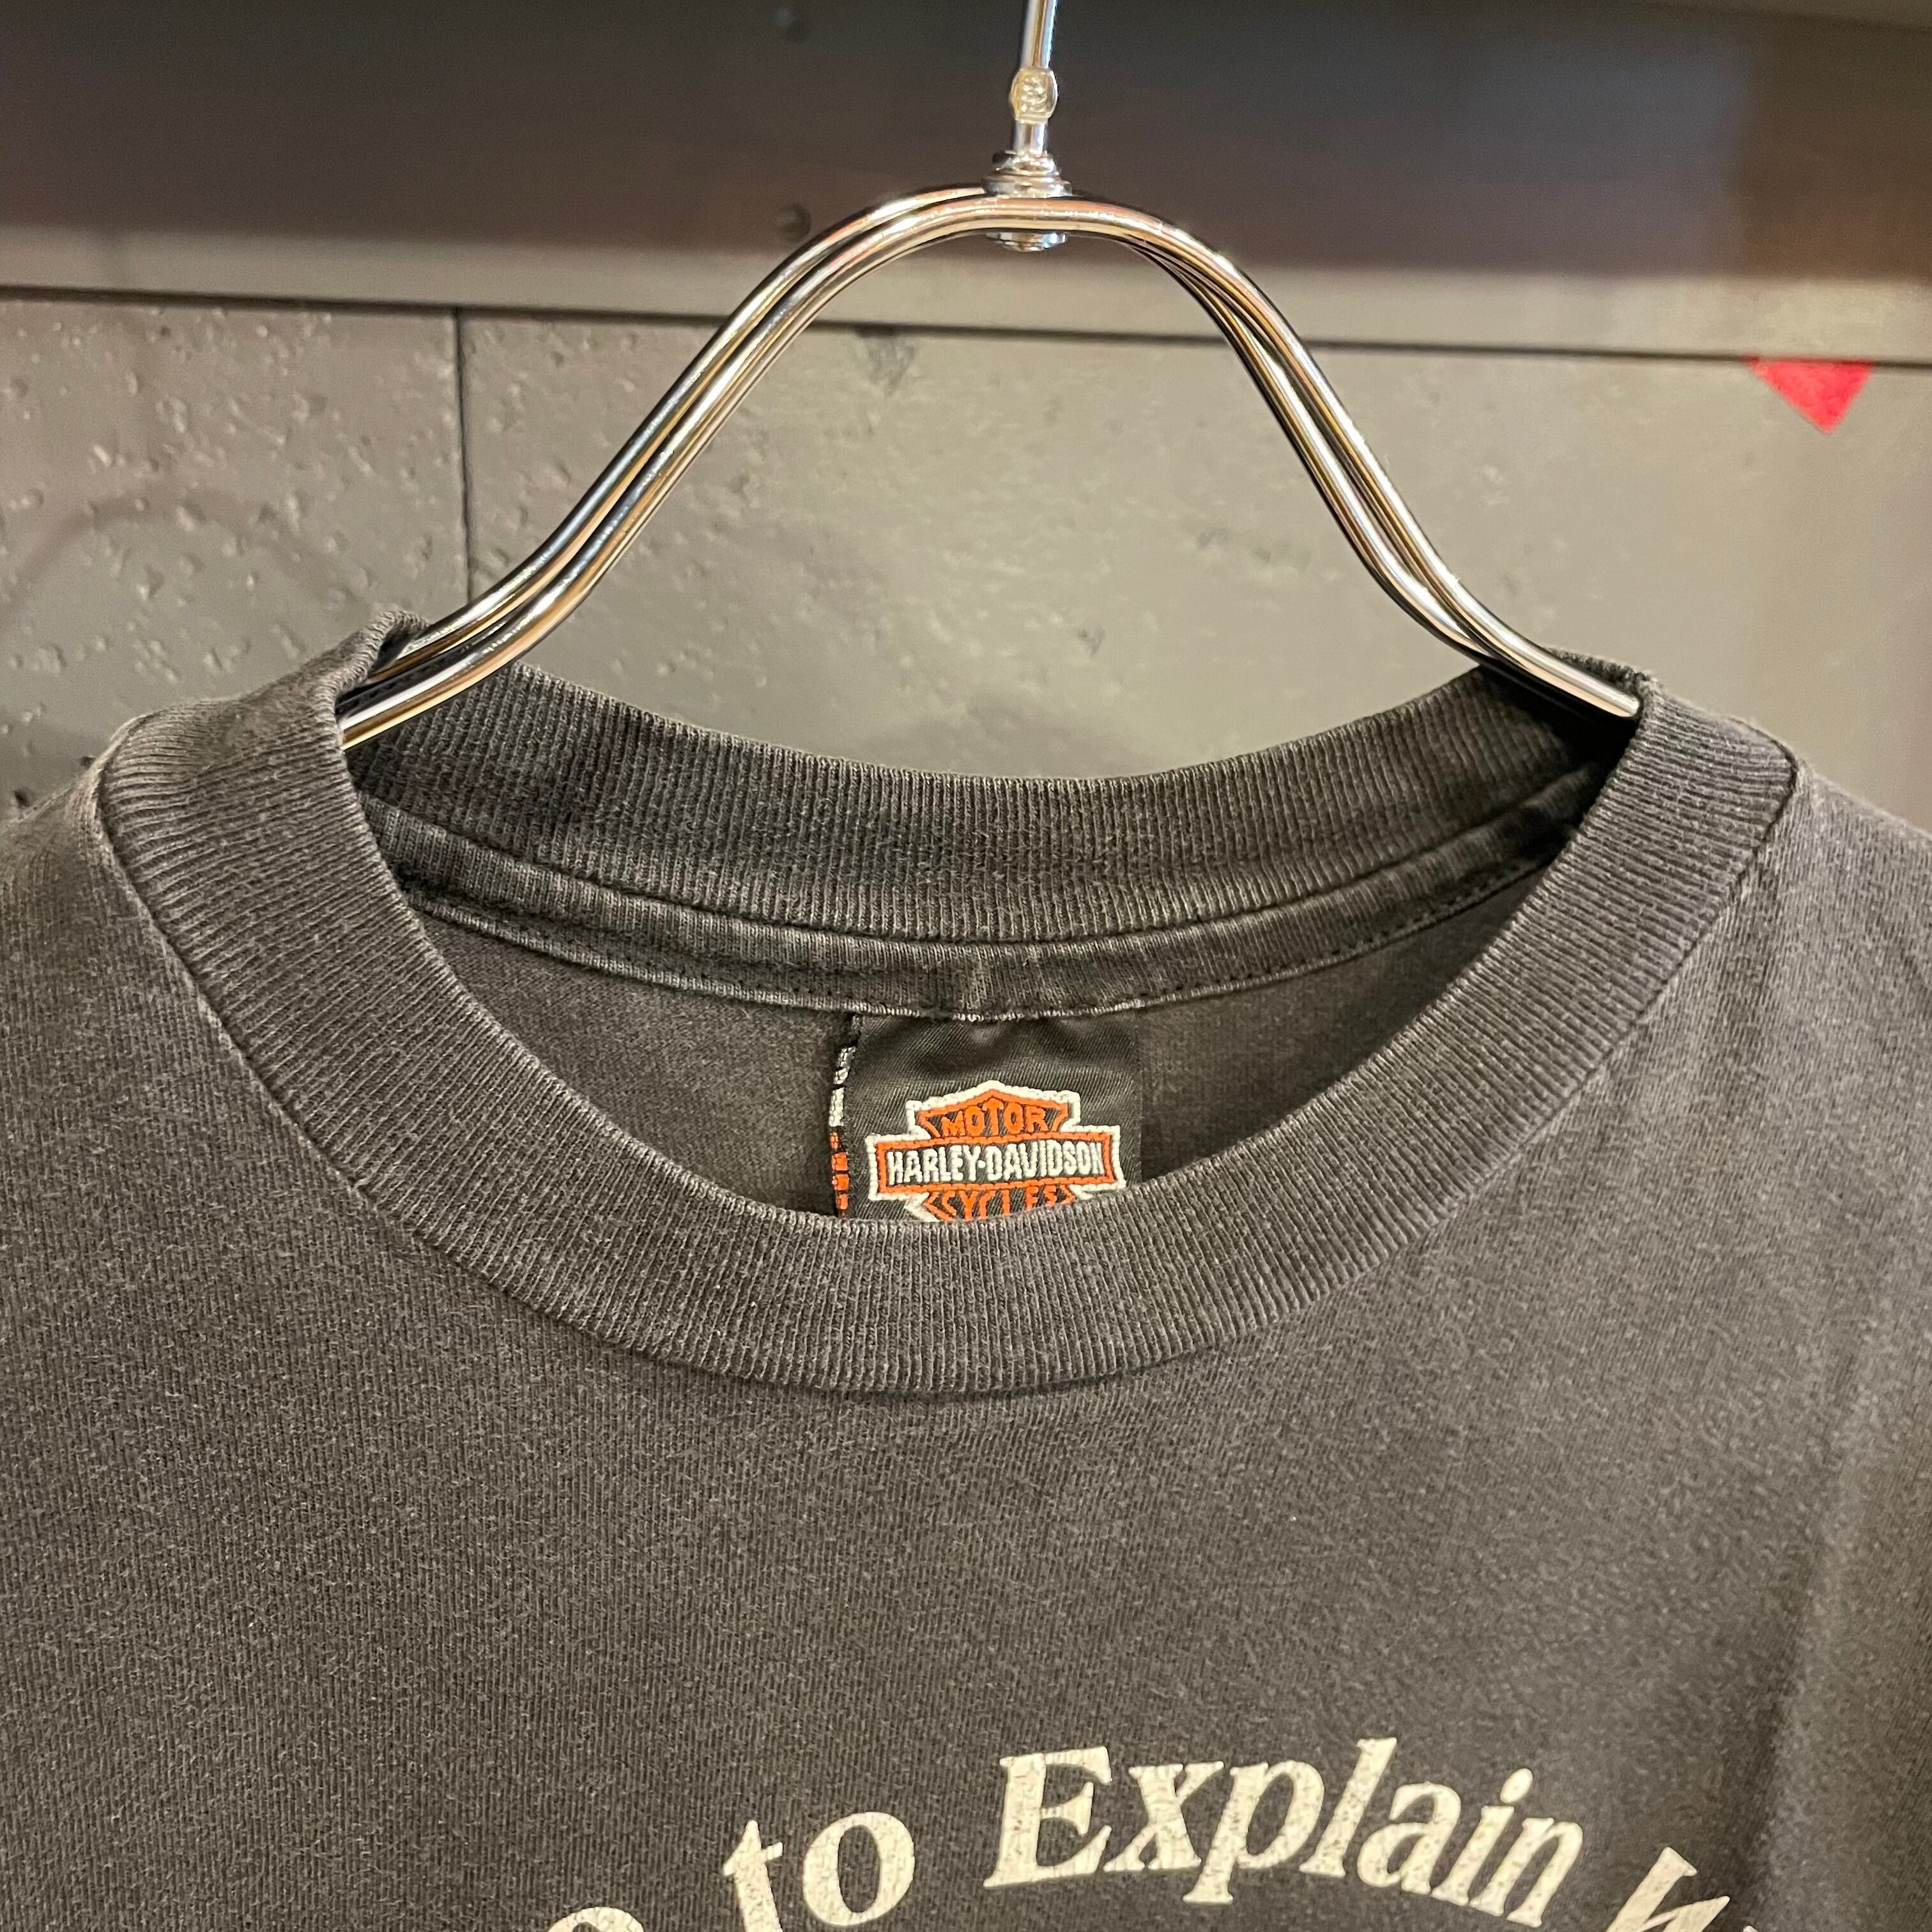 MOTOR
HARLEY-DAVIDSON
CYCLES
to Explain